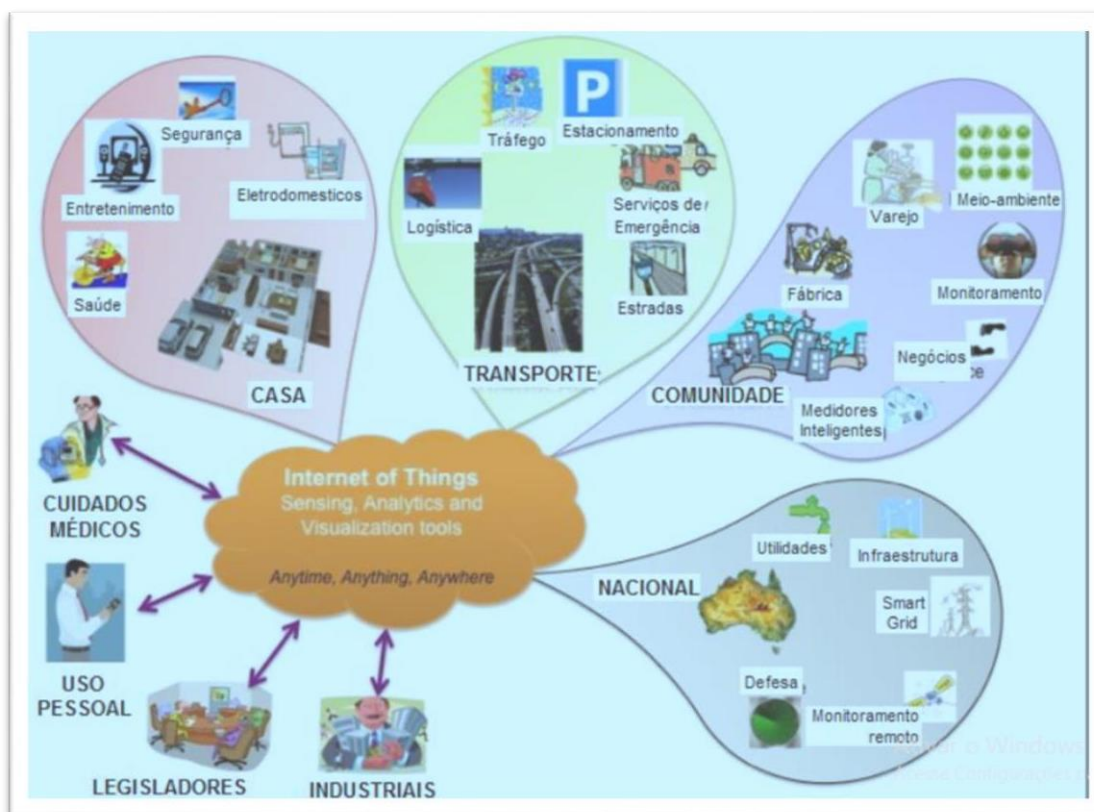 Segurança
Entretenimento
Eletrodomesticos
Saúde
CASA
Tráfego
P
Estacionamento
Logística
Serviços de
Emergência
Estradas
TRANSPORTE
Varejo
Meio-ambiente
Fábrica
Monitoramento
Negócios
COMUNIDADE
Medidores
Inteligentes
CUIDADOS
MÉDICOS
Internet of Things
Sensing, Analytics and
Visualization tools
Anytime, Anything, Anywhere
Utilidades
Infraestrutura
NACIONAL
Smart
Grid
Defesa
Monitoramento
remoto
USO
PESSOAL
LEGISLADORES
INDUSTRIAIS
o Windows